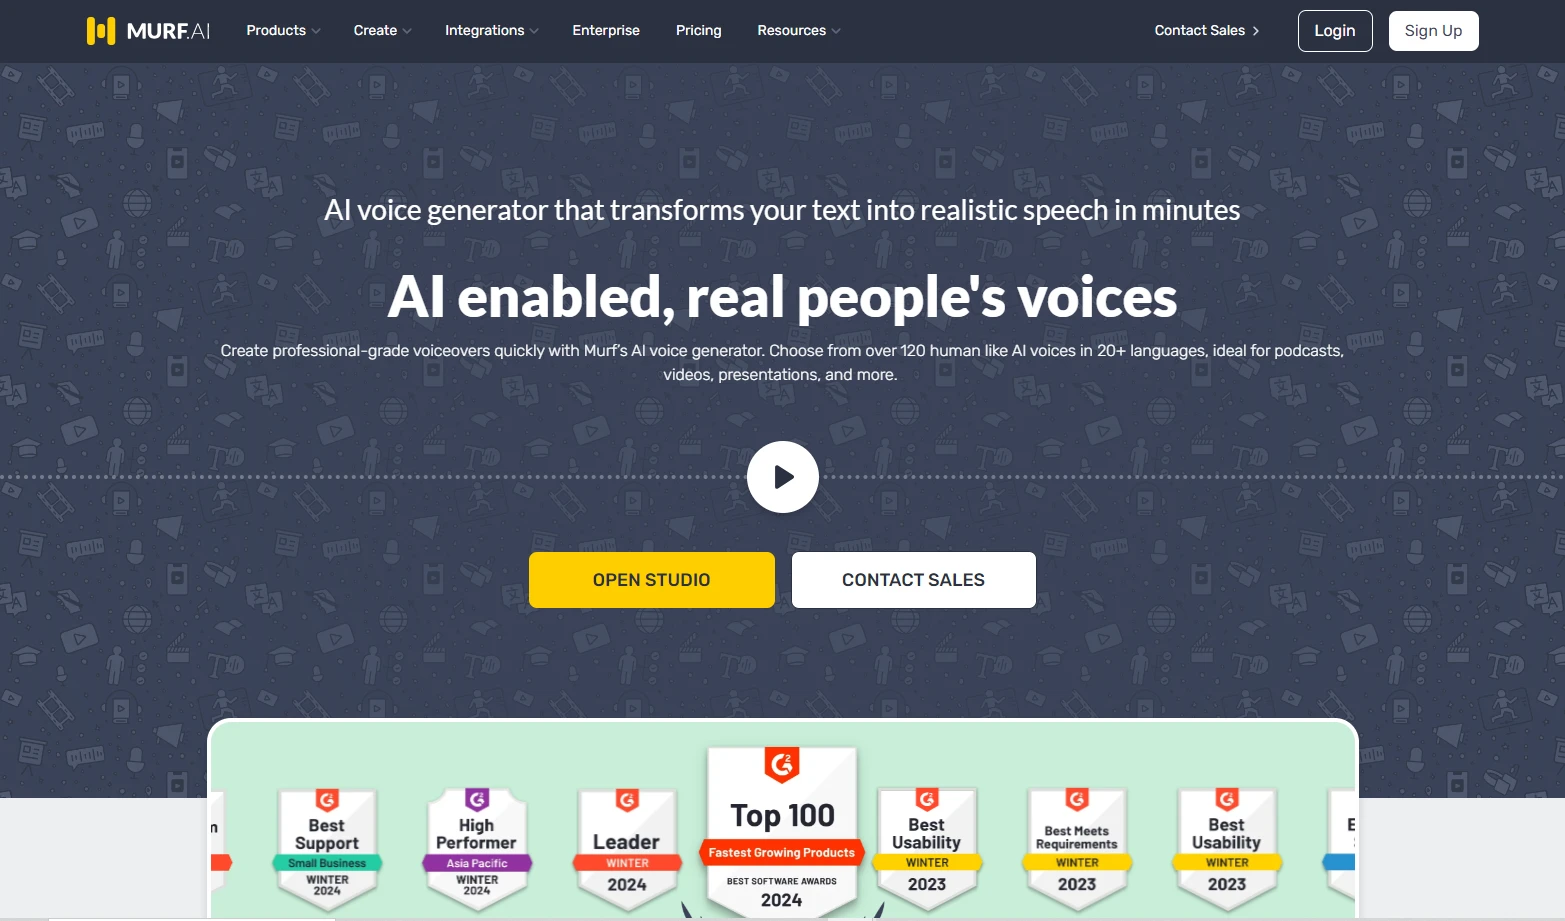 MURF.AI
Products
Create
Integrations
Enterprise
Pricing
Resources
Contact Sales
Login
Sign Up
AI voice generator that transforms your text into realistic speech in minutes
AI enabled, real people's voices
Create professional-grade voiceovers quickly with Murf's AI voice generator. Choose from over 120 human like AI voices in 20+ languages, ideal for podcasts,
videos, presentations, and more.
OPEN STUDIO
CONTACT SALES
Best
Support
Small Business
WINTER
2024
High
Performer
Asia Pacific
WINTER
2024
Leader
WINTER
2024
Top 100
Fastest Growing Products
BEST SOFTWARE AWARDS
2024
Best
Usability
WINTER
2023
Best Meets
Requirements
WINTER
2023
Best
Usability
WINTER
2023